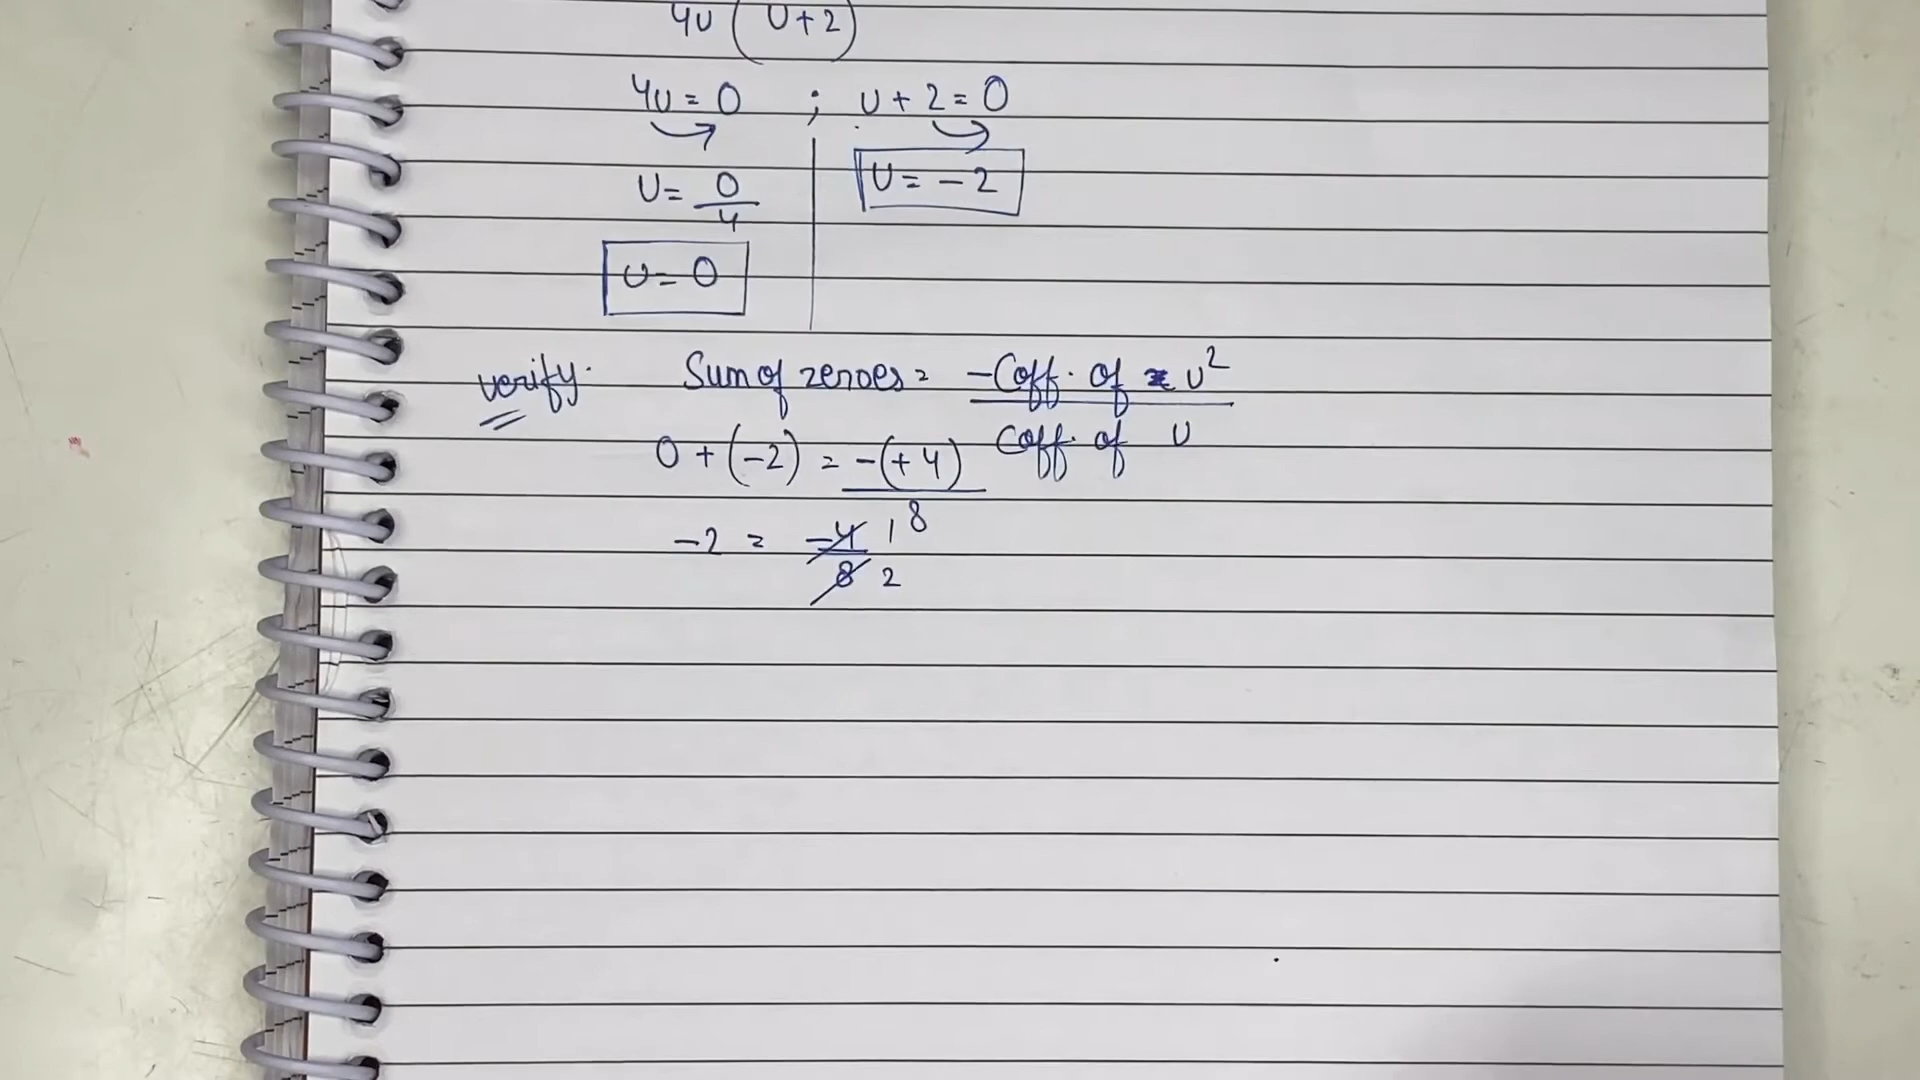 4u (u+2)
4u = 0 ; u + 2 = 0
u = 0/4
u = -2
u = 0
verify. Sum of zeroes = -Coff. of u²
Coff. of u
0 + (-2) = -(+4)
8
-2 = -4 1
8 2